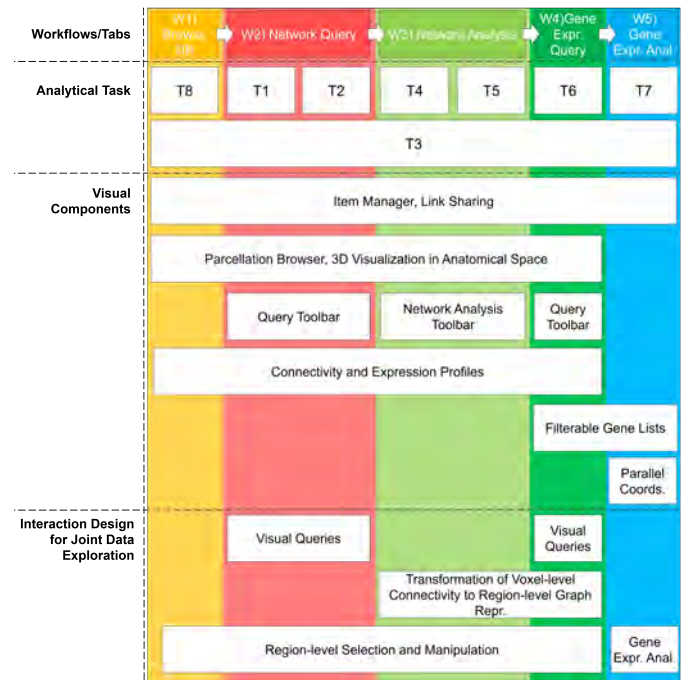 Workflows/Tabs
W1)
W2) Network Query
W3) Network Analysis
W4)Gene
Expr.
Query
W5)
Gene
Expr. Anal
Analytical Task
T8
T1
T2
T4
T5
T6
T7
T3
Visual
Components
Item Manager, Link Sharing
Parcellation Browser, 3D Visualization in Anatomical Space
Query Toolbar
Network Analysis
Toolbar
Query
Toolbar
Connectivity and Expression Profiles
Filterable Gene Lists
Parallel
Coords.
Interaction Design
for Joint Data
Exploration
Visual Queries
Visual
Queries
Transformation of Voxel-level
Connectivity to Region-level Graph
Repr.
Region-level Selection and Manipulation
Gene
Expr. Anal